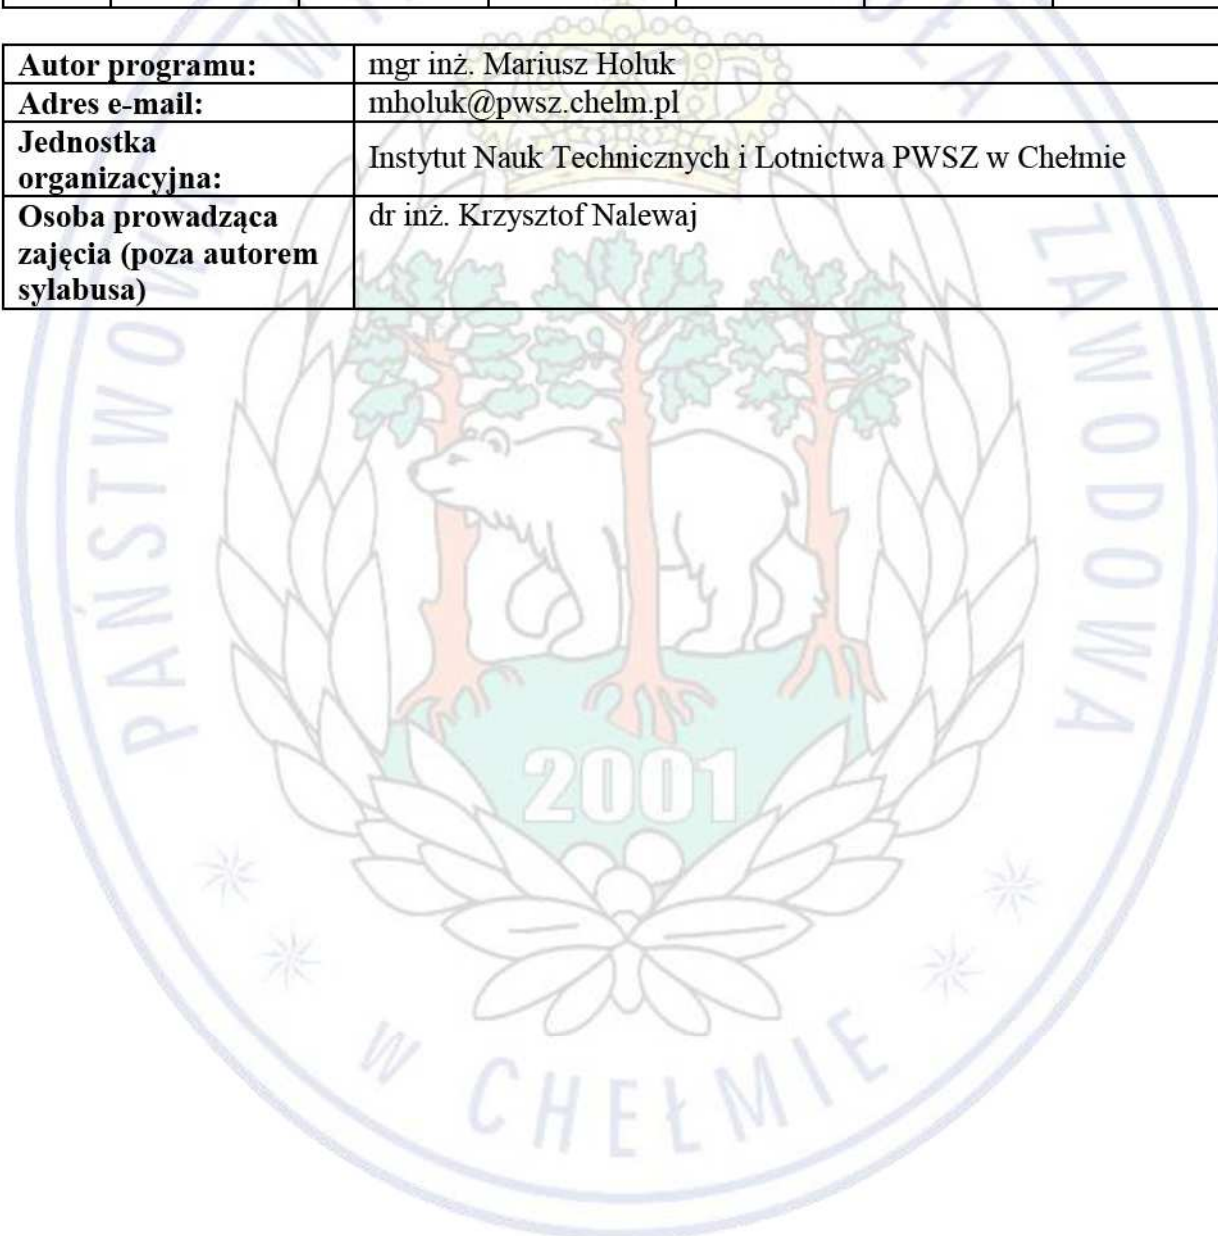 Autor programu: mgr inż. Mariusz Holuk
Adres e-mail: mholuk@pwsz.chelm.pl
Jednostka
organizacyjna: Instytut Nauk Technicznych i Lotnictwa PWSZ w Chełmie
Osoba prowadząca dr inż. Krzysztof Nalewaj
zajęcia (poza autorem
sylabusa)
PAŃSTWOWA
ZAWODOWA
2001
W CHEŁMIE